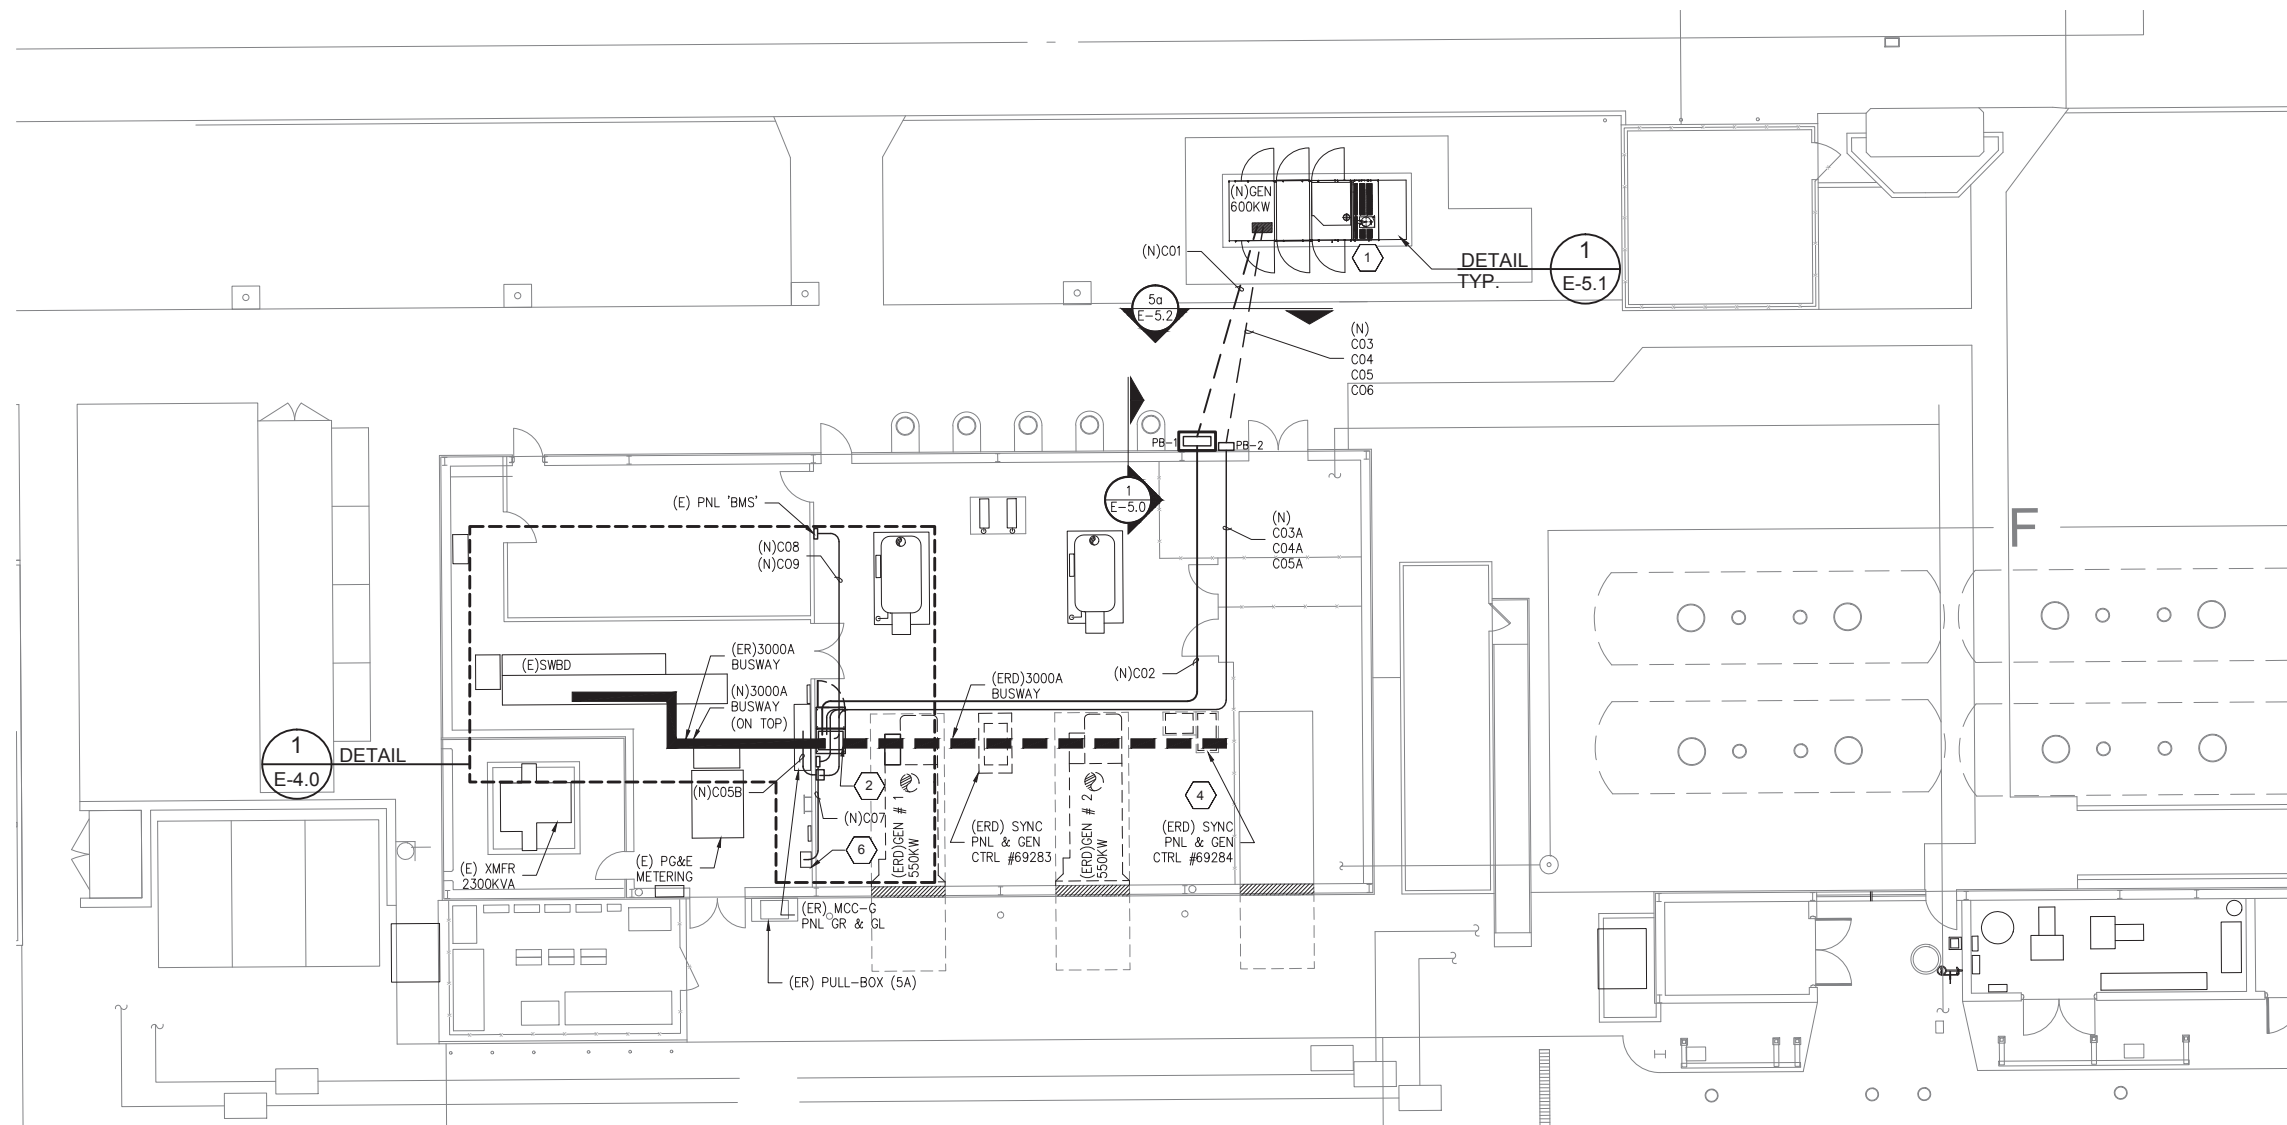 (N)GEN
600KW
(N)C01
1
DETAIL
TYP.
1
E-5.1
5a
E-5.2
(N)
C03
C04
C05
C06
PB-1
PB-2
(E) PNL 'BMS'
1
E-5.0
(N)
C03A
C04A
C05A
F
(N)C08
(N)C09
(E)SWBD
(ER)3000A
BUSWAY
(N)3000A
BUSWAY
(ON TOP)
(ERD)3000A
BUSWAY
(N)C02
1
E-4.0
DETAIL
(N)C05B
2
4
(N)C07
6
(ERD)GEN # 1
550KW
(ERD) SYNC
PNL & GEN
CTRL #69283
(ERD)GEN # 2
550KW
(ERD) SYNC
PNL & GEN
CTRL #69284
(E) XMFR
2300KVA
(E) PG&E
METERING
(ER) MCC-G
PNL GR & GL
(ER) PULL-BOX (5A)